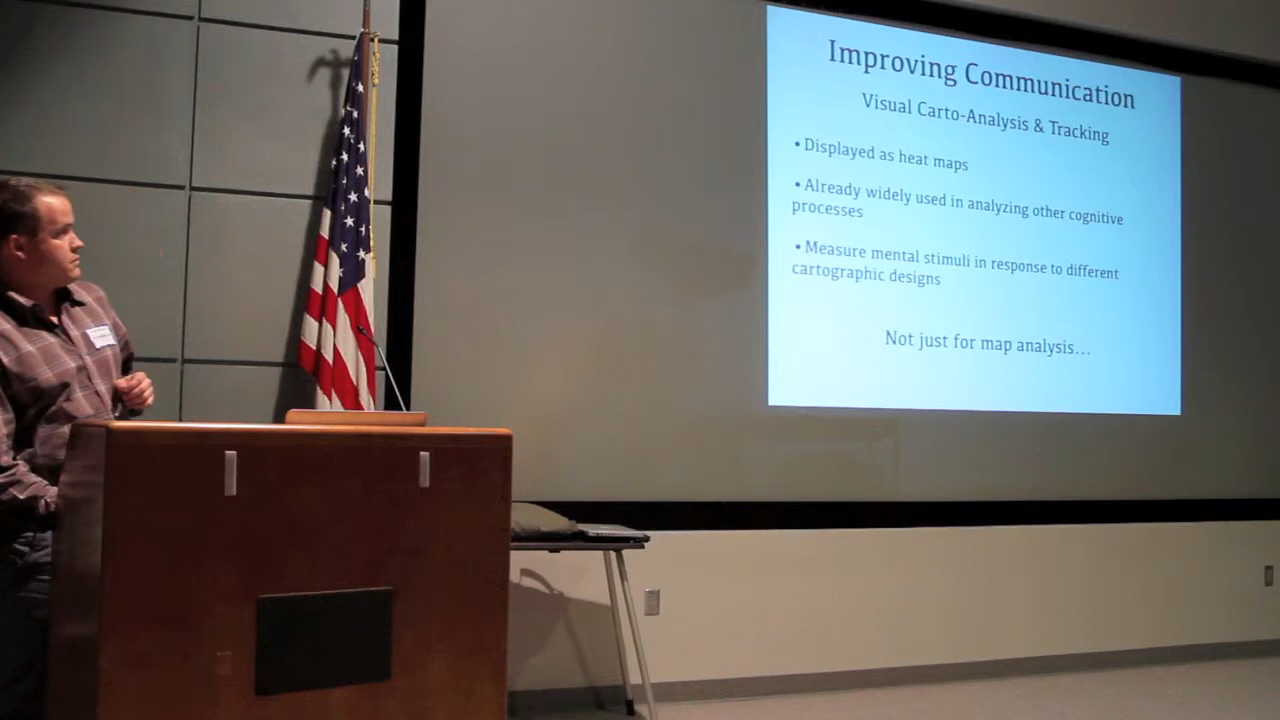 Improving Communication
Visual Carto-Analysis & Tracking
• Displayed as heat maps
• Already widely used in analyzing other cognitive
processes
• Measure mental stimuli in response to different
cartographic designs
Not just for map analysis...